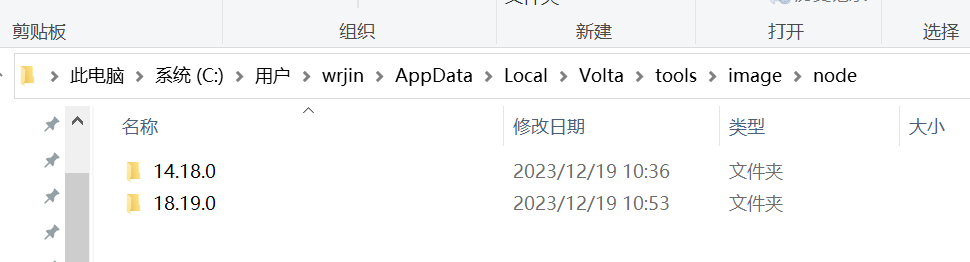 文件夹
剪贴板 组织 新建 打开 选择
此电脑 系统 (C:) 用户 wrjin AppData Local Volta tools image node
名称 修改日期 类型 大小
14.18.0 2023/12/19 10:36 文件夹
18.19.0 2023/12/19 10:53 文件夹